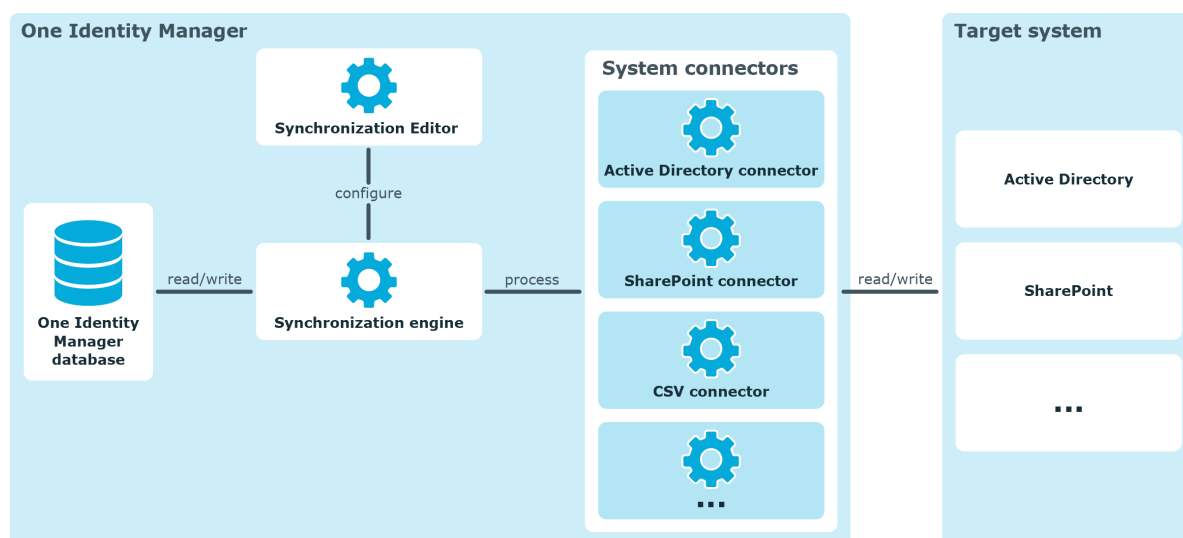 One Identity Manager
Synchronization Editor
configure
One Identity
Manager
database
read/write
Synchronization engine
process
System connectors
Active Directory connector
SharePoint connector
CSV connector
...
read/write
Target system
Active Directory
SharePoint
...